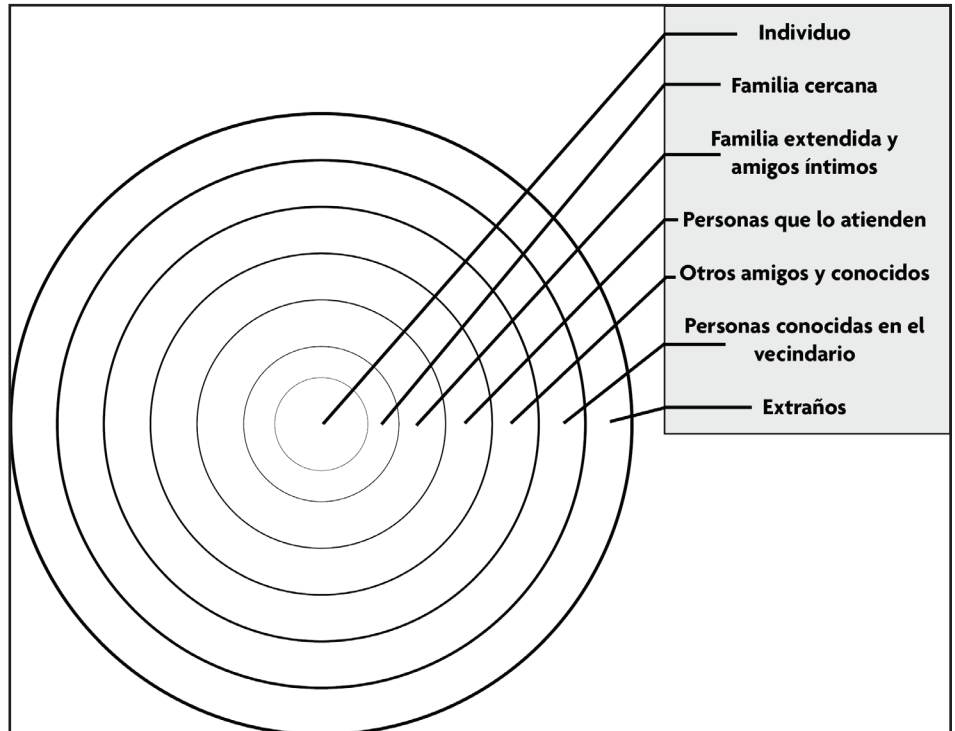 Individuo
Familia cercana
Familia extendida y
amigos íntimos
Personas que lo atienden
Otros amigos y conocidos
Personas conocidas en el
vecindario
Extraños